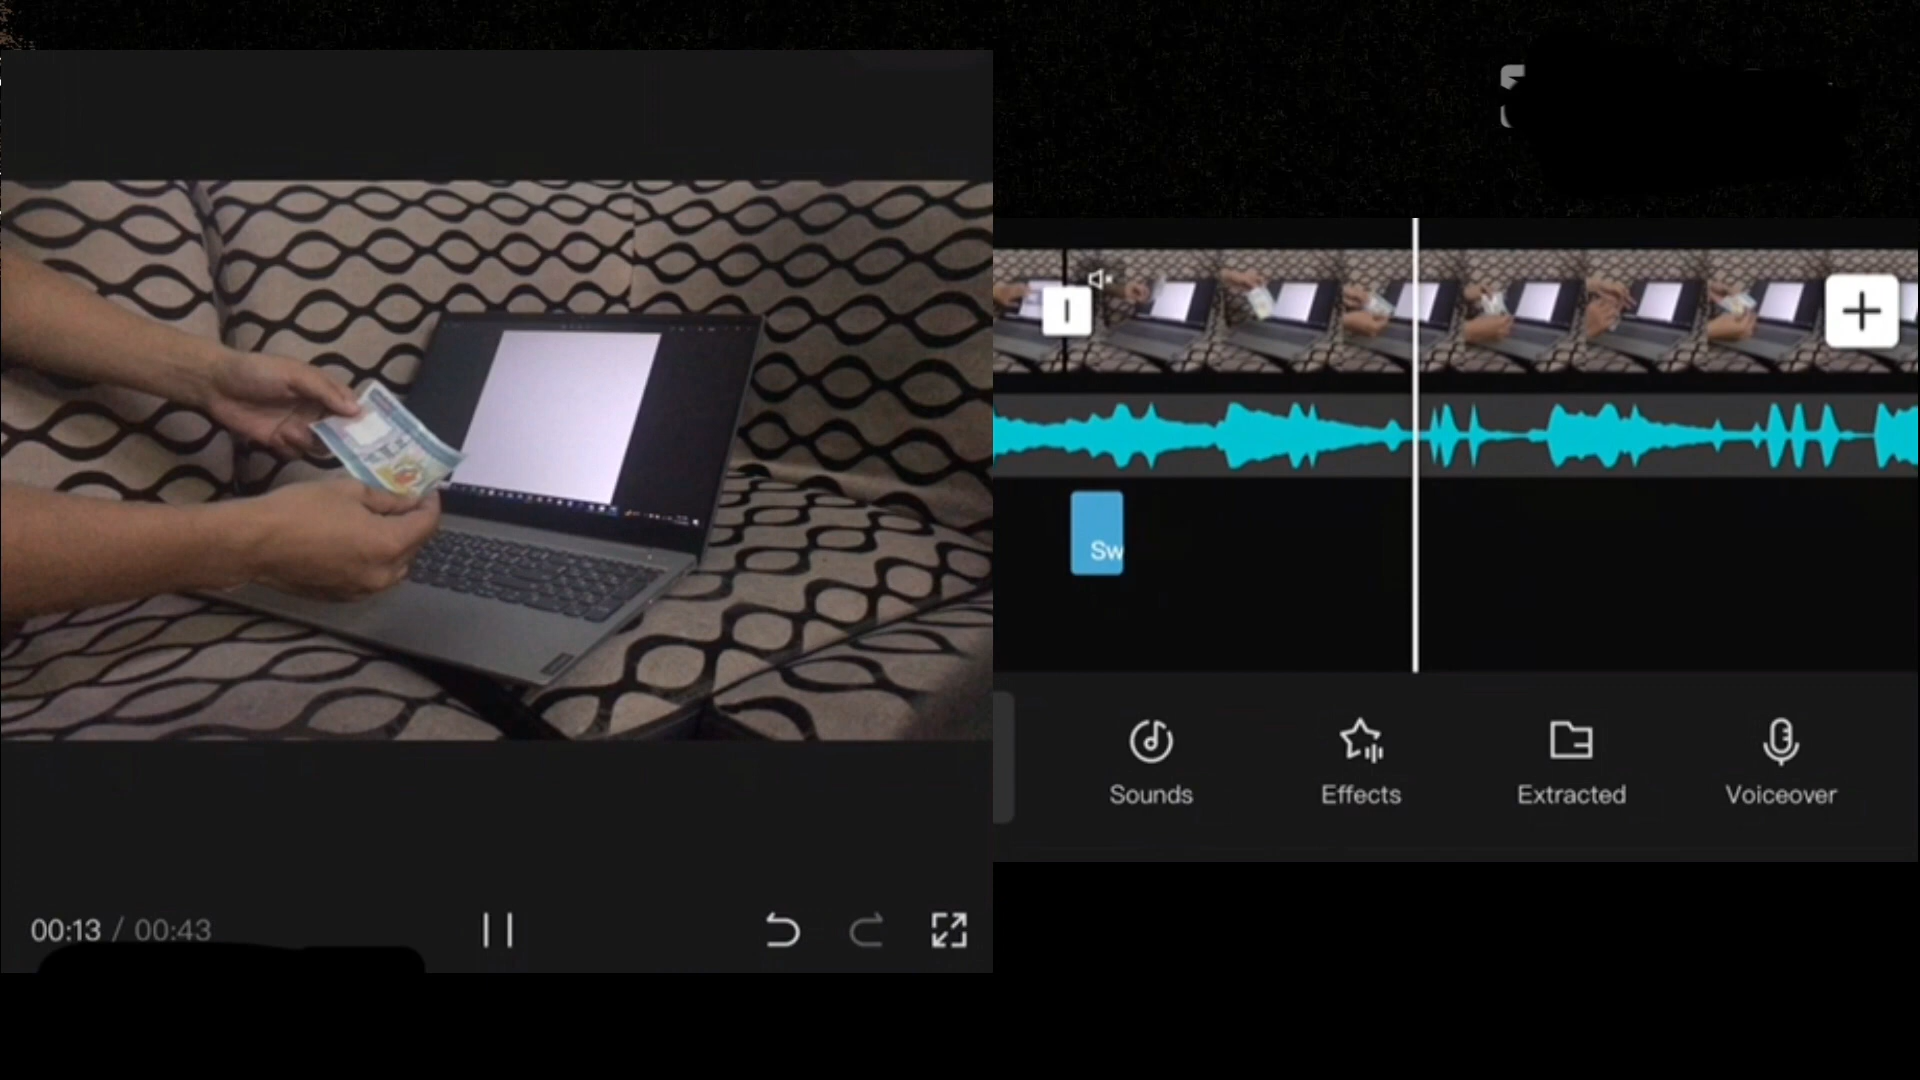 00:13 / 00:43
Sw
Sounds
Effects
Extracted
Voiceover